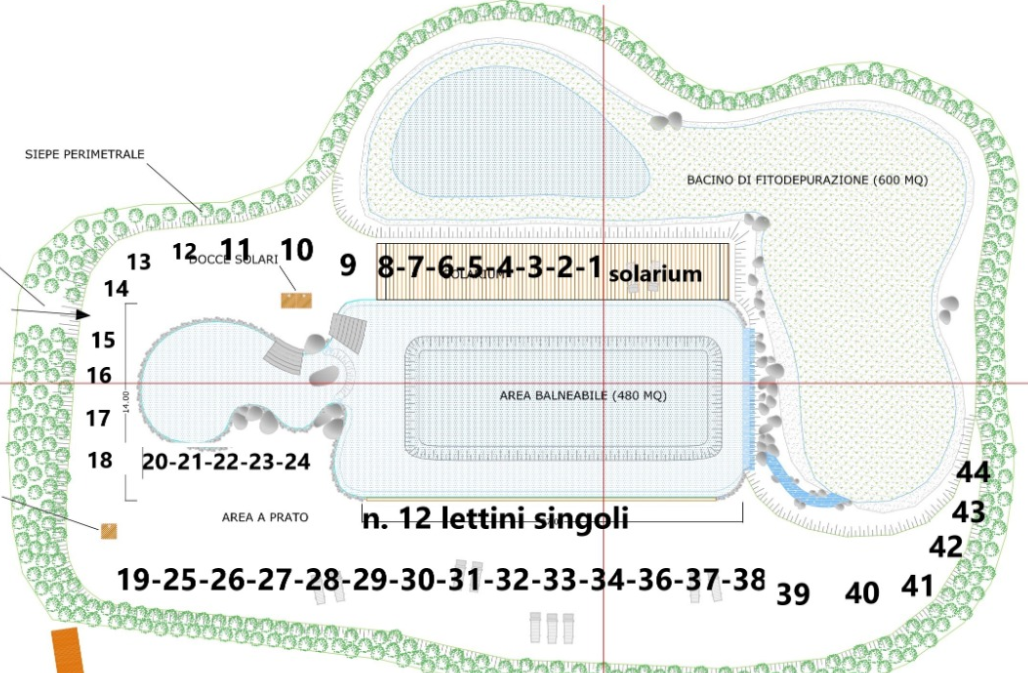 SIEPE PERIMETRALE
BACINO DI FITODEPURAZIONE (600 MQ)
13
12
11
10
DOCCE SOLARI
9
8-7-6-5-4-3-2-1 solarium
SOLARIUM
14
15
16
14.00
17
18
20-21-22-23-24
AREA BALNEABILE (480 MQ)
AREA A PRATO
n. 12 lettini singoli
19-25-26-27-28-29-30-31-32-33-34-36-37-38
39
40
41
42
43
44